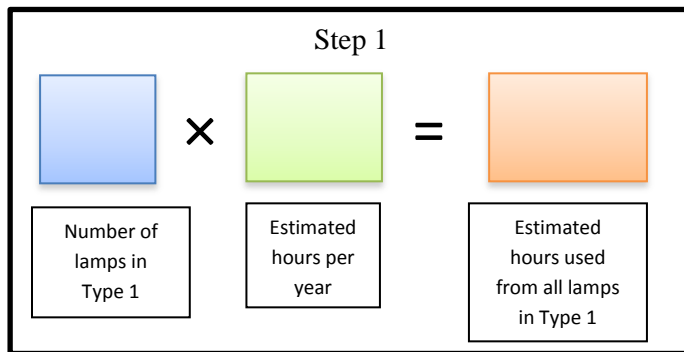 Step 1
×
=
Number of
lamps in
Type 1
Estimated
hours per
year
Estimated
hours used
from all lamps
in Type 1